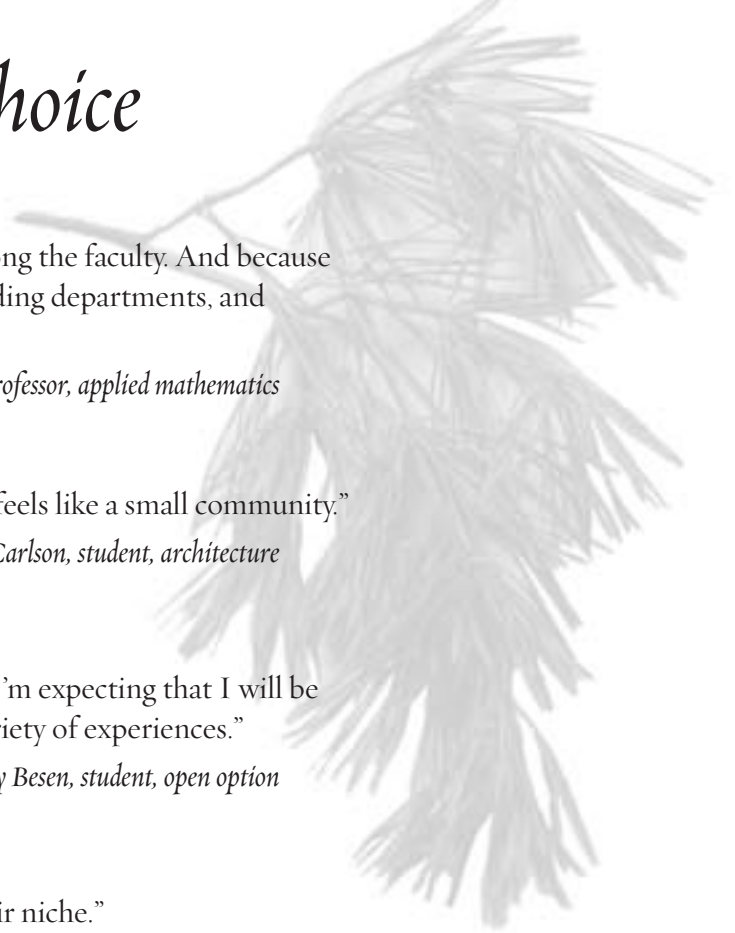 hoice
ng the faculty. And because
ding departments, and
rofessor, applied mathematics
feels like a small community.”
Carlson, student, architecture
’m expecting that I will be
riety of experiences.”
y Besen, student, open option
ir niche.”